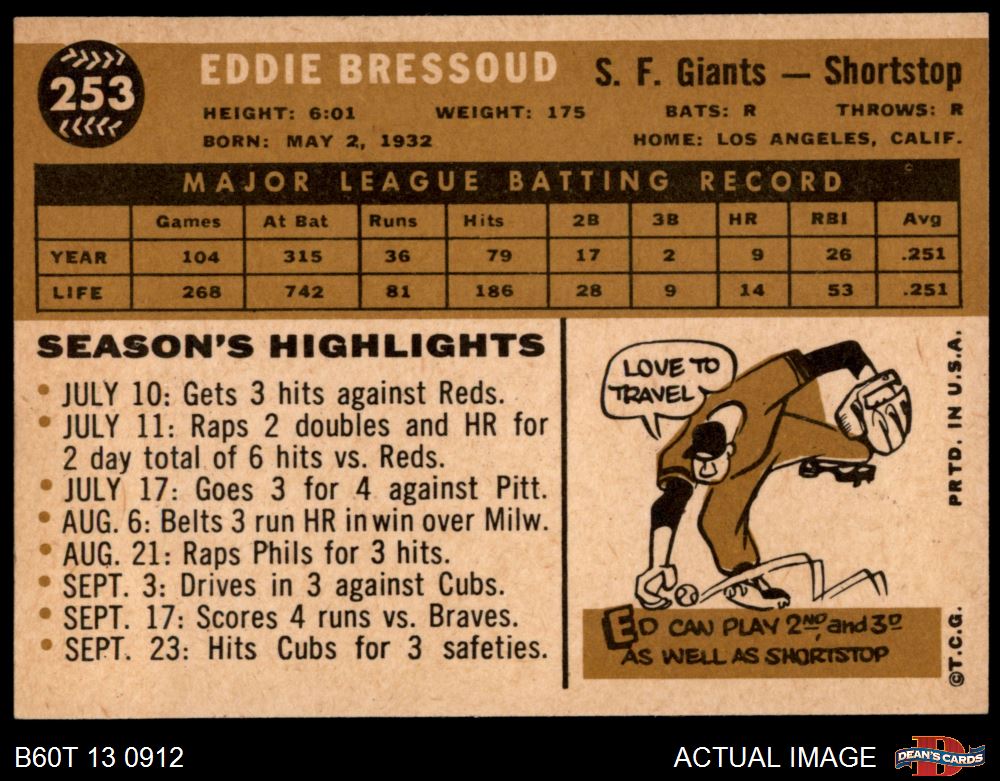 253
EDDIE BRESSOUD
S. F. Giants — Shortstop
HEIGHT: 6:01 WEIGHT: 175 BATS: R THROWS: R
BORN: MAY 2, 1932 HOME: LOS ANGELES, CALIF.
MAJOR LEAGUE BATTING RECORD
Games At Bat Runs Hits 2B 3B HR RBI Avg
YEAR 104 315 36 79 17 2 9 26 .251
LIFE 268 742 81 186 28 9 14 53 .251
SEASON'S HIGHLIGHTS
• JULY 10: Gets 3 hits against Reds.
• JULY 11: Raps 2 doubles and HR for
2 day total of 6 hits vs. Reds.
• JULY 17: Goes 3 for 4 against Pitt.
• AUG. 6: Belts 3 run HR in win over Milw.
• AUG. 21: Raps Phils for 3 hits.
• SEPT. 3: Drives in 3 against Cubs.
• SEPT. 17: Scores 4 runs vs. Braves.
• SEPT. 23: Hits Cubs for 3 safeties.
LOVE TO
TRAVEL
ED CAN PLAY 2ND, and 3D
AS WELL AS SHORTSTOP
©T.C.G. PRTD. IN U.S.A.
B60T 13 0912
ACTUAL IMAGE
D
DEAN'S CARDS